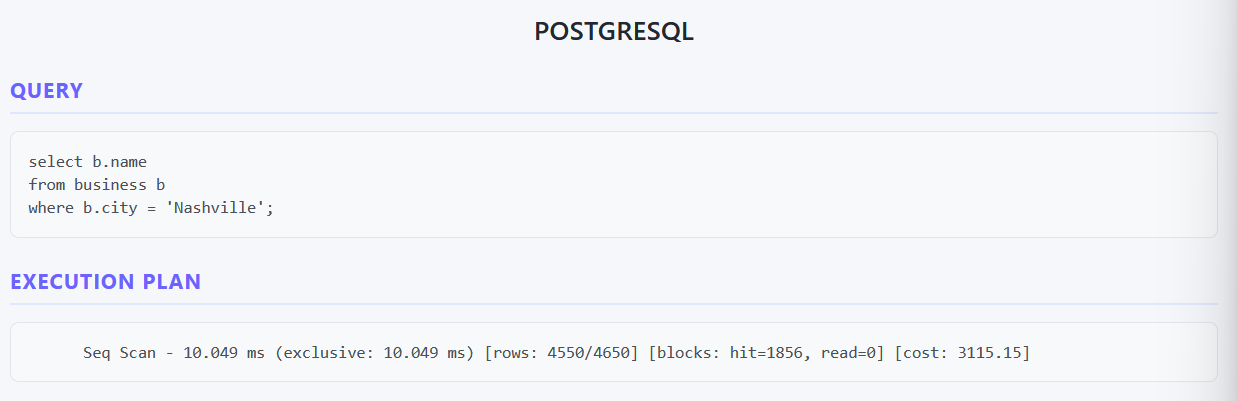 POSTGRESQL
QUERY
select b.name
from business b
where b.city = 'Nashville';
EXECUTION PLAN
Seq Scan - 10.049 ms (exclusive: 10.049 ms) [rows: 4550/4650] [blocks: hit=1856, read=0] [cost: 3115.15]